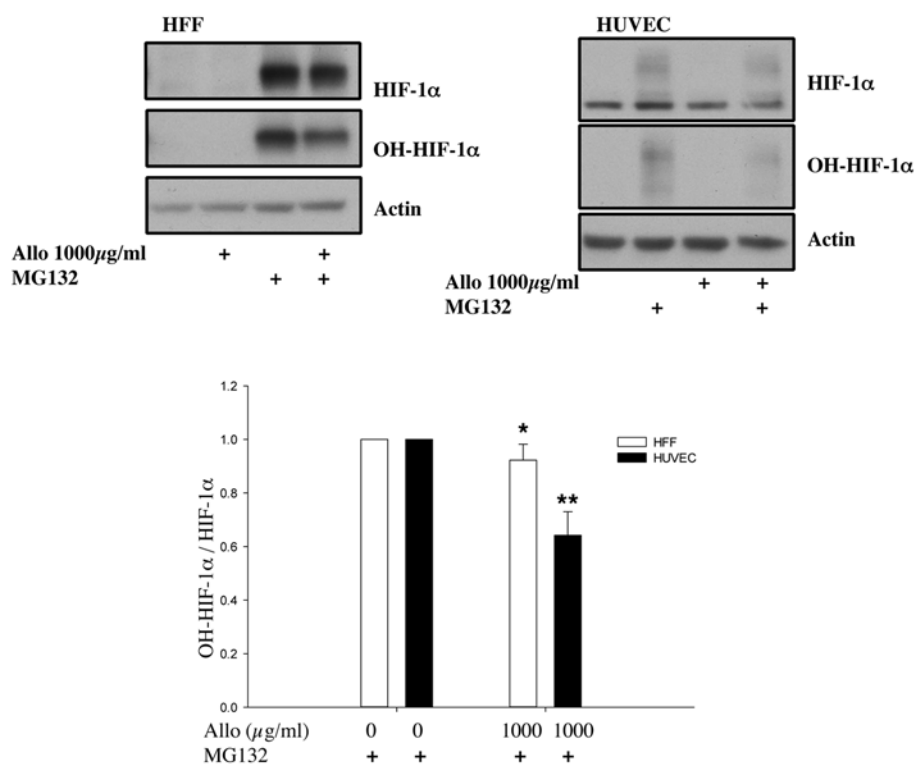 HFF
HIF-1α
OH-HIF-1α
Actin
Allo 1000µg/ml + +
MG132 + +
HUVEC
HIF-1α
OH-HIF-1α
Actin
Allo 1000µg/ml + +
MG132 + +
1.2
1.0
0.8
0.6
0.4
0.2
0.0
OH-HIF-1α / HIF-1α
*
**
HFF
HUVEC
Allo (µg/ml) 0 0 1000 1000
MG132 + + + +